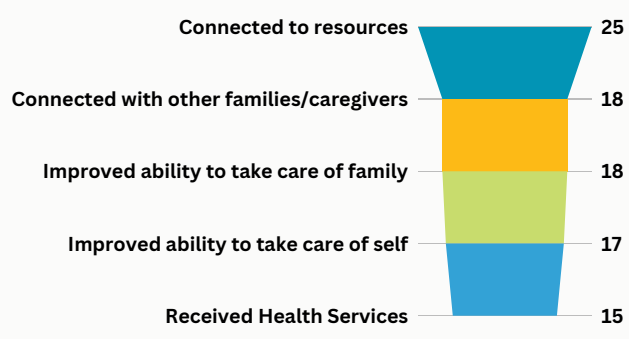 Connected to resources 25
Connected with other families/caregivers 18
Improved ability to take care of family 18
Improved ability to take care of self 17
Received Health Services 15